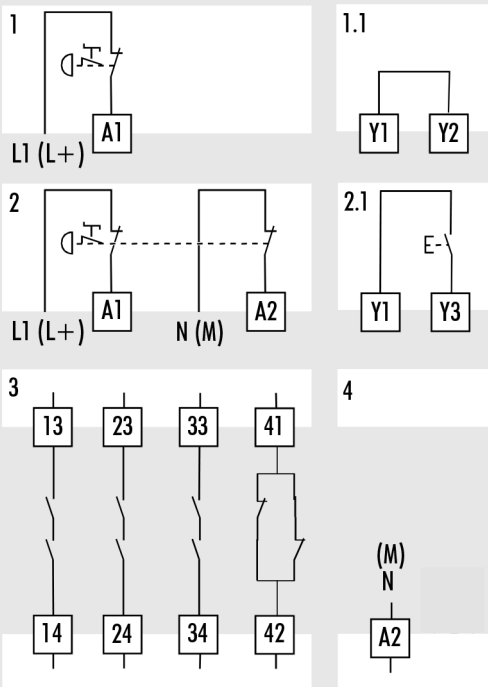 1
A1
L1 (L+)
1.1
Y1 Y2
2
A1 A2
L1 (L+) N (M)
2.1
E
Y1 Y3
3
13 23 33 41
14 24 34 42
4
(M)
N
A2